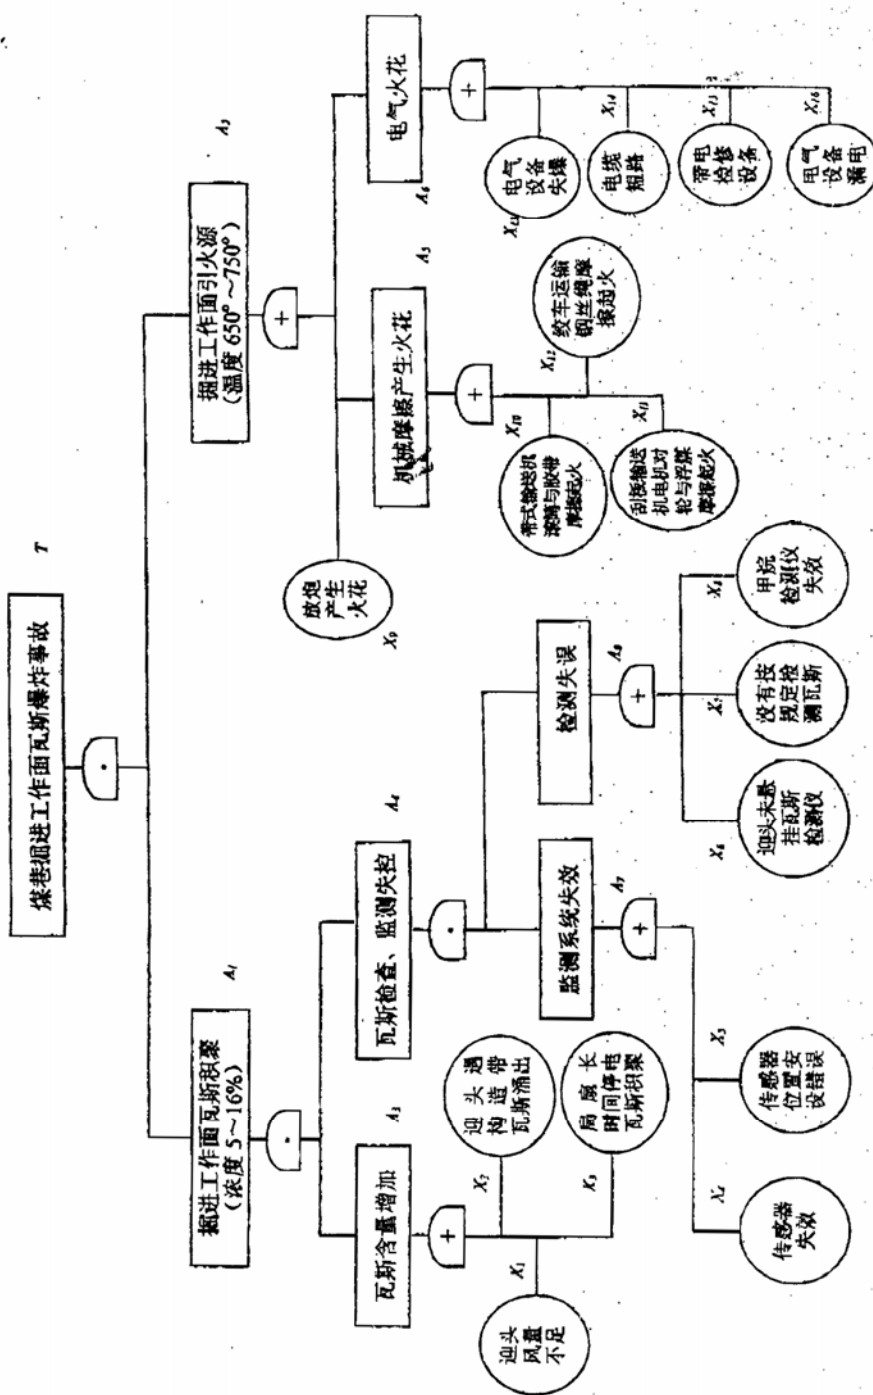 煤巷掘进工作面瓦斯爆炸事故
T
掘进工作面瓦斯积聚
(浓度 5~16%)
A1
掘进工作面引火源
(温度 650°~750°)
A2
瓦斯含量增加
A3
瓦斯检查、监测失控
A4
机械摩擦产生火花
A5
电气火花
A6
监测系统失效
A7
检测失误
A8
迎头
风量
不足
X1
迎头遇
构造带
瓦斯涌出
X2
局扇长
时间停电
瓦斯积聚
X3
传感器
失效
X4
传感器
位置安
设错误
X5
迎头未悬
挂瓦斯
检测仪
X6
没有按
规定检
测瓦斯
X7
甲烷
检测仪
失效
X8
放炮
产生
火花
X9
带式输送机
滚筒与胶带
摩擦起火
X10
刮板输送
机电机对
轮与浮煤
摩擦起火
X11
绞车运输
钢丝绳摩
擦起火
X12
电气
设备
失爆
X13
电缆
短路
X14
带电
检修
设备
X15
电气
设备
漏电
X16